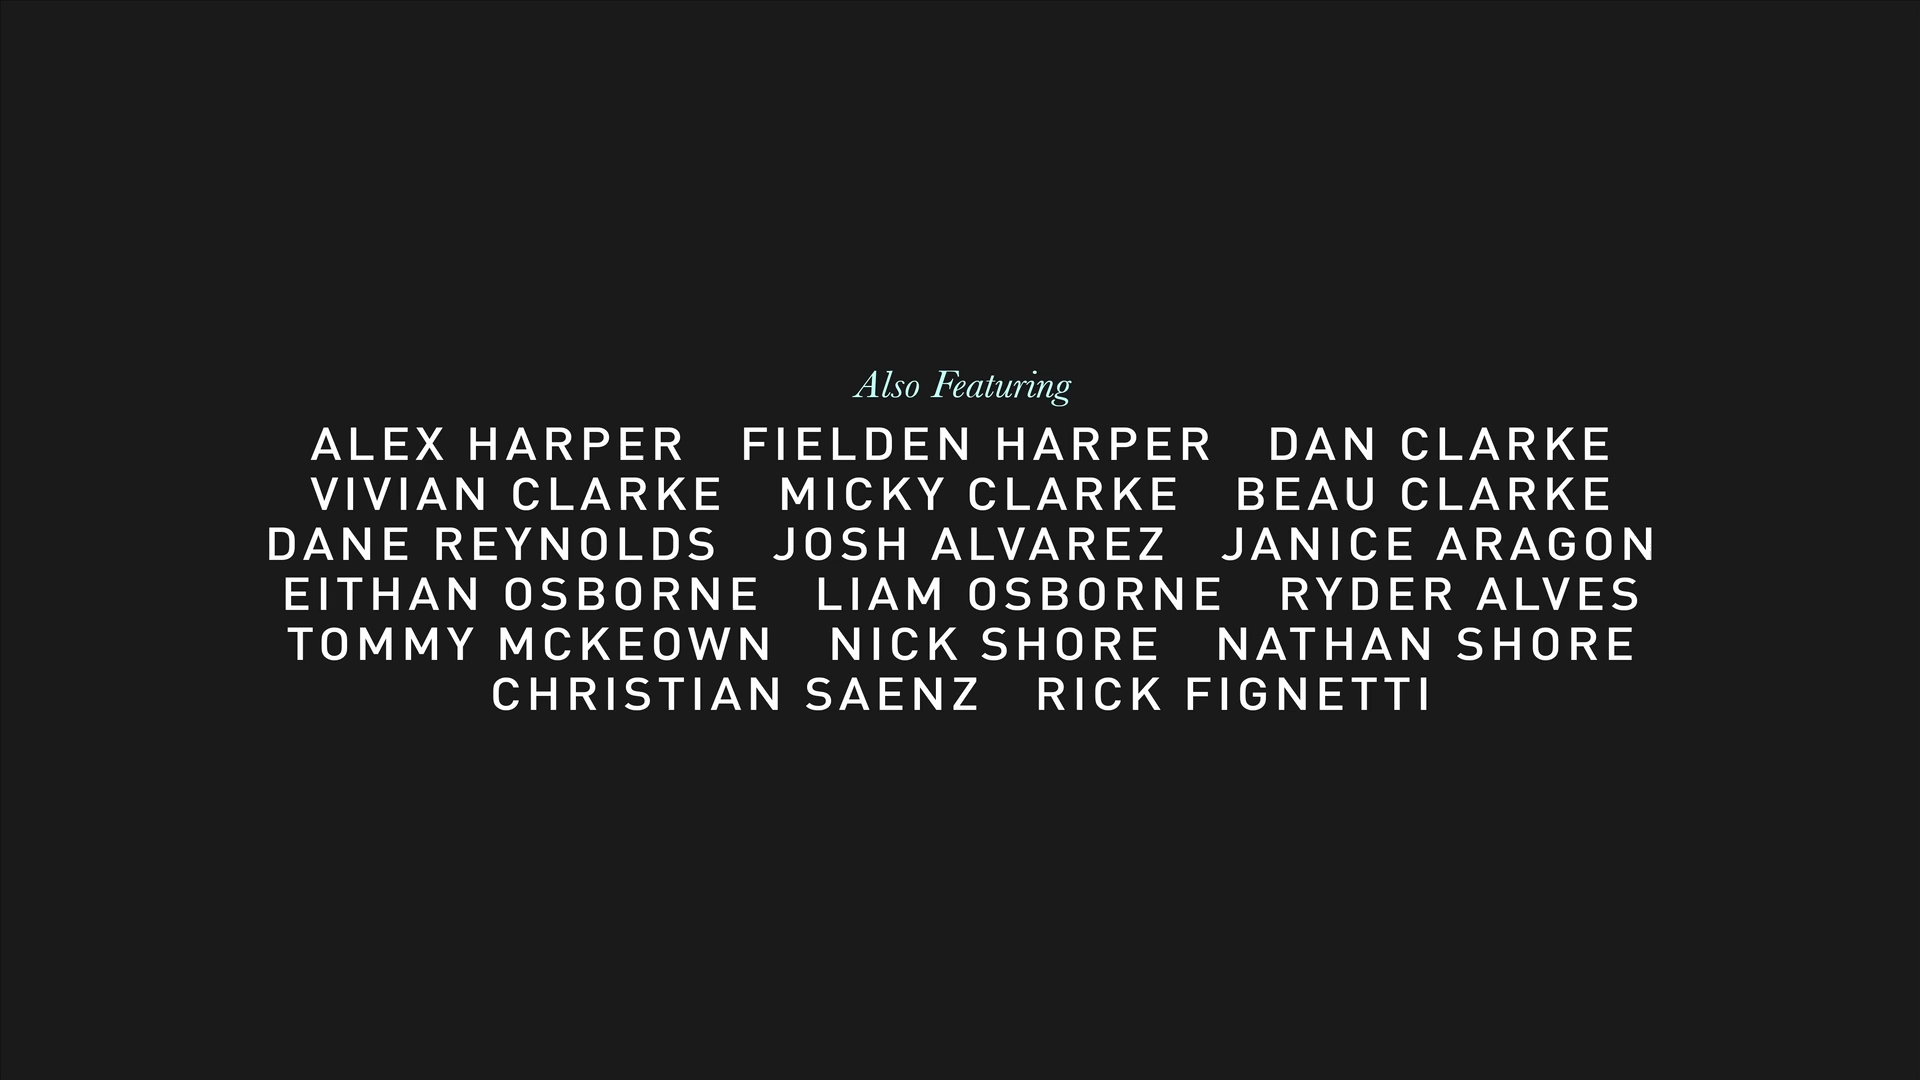 Also Featuring
ALEX HARPER FIELDEN HARPER DAN CLARKE
VIVIAN CLARKE MICKY CLARKE BEAU CLARKE
DANE REYNOLDS JOSH ALVAREZ JANICE ARAGON
EITHAN OSBORNE LIAM OSBORNE RYDER ALVES
TOMMY MCKEOWN NICK SHORE NATHAN SHORE
CHRISTIAN SAENZ RICK FIGNETTI